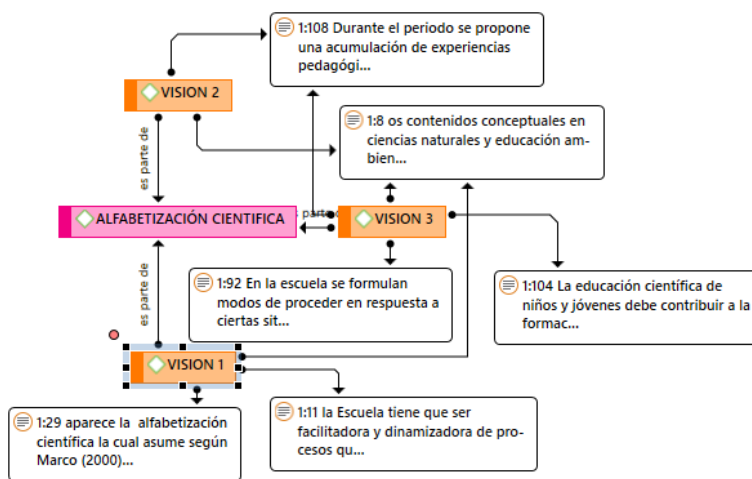 1:108 Durante el periodo se propone
una acumulación de experiencias
pedagógi...
VISION 2
1:8 os contenidos conceptuales en
ciencias naturales y educación am-
bien...
es parte de
ALFABETIZACIÓN CIENTIFICA
parte
VISION 3
1:92 En la escuela se formulan
modos de proceder en respuesta a
ciertas sit...
1:104 La educación científica de
niños y jóvenes debe contribuir a la
formac...
es parte de
VISION 1
1:29 aparece la alfabetización
científica la cual asume según
Marco (2000)...
1:11 la Escuela tiene que ser
facilitadora y dinamizadora de pro-
cesos qu...